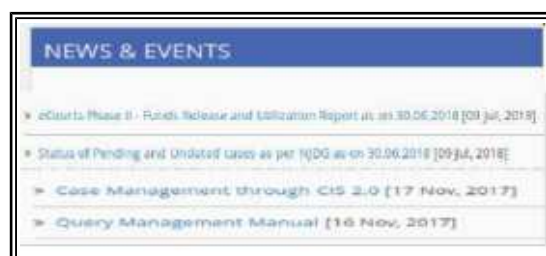 NEWS & EVENTS
» eCourts Phase II - Funds Release and Utilization Report as on 30.06.2018 [09 Jul, 2018]
» Status of Pending and Undated cases as per NJDG as on 30.06.2018 [09 Jul, 2018]
» Case Management through CIS 2.0 [17 Nov, 2017]
» Query Management Manual [16 Nov, 2017]